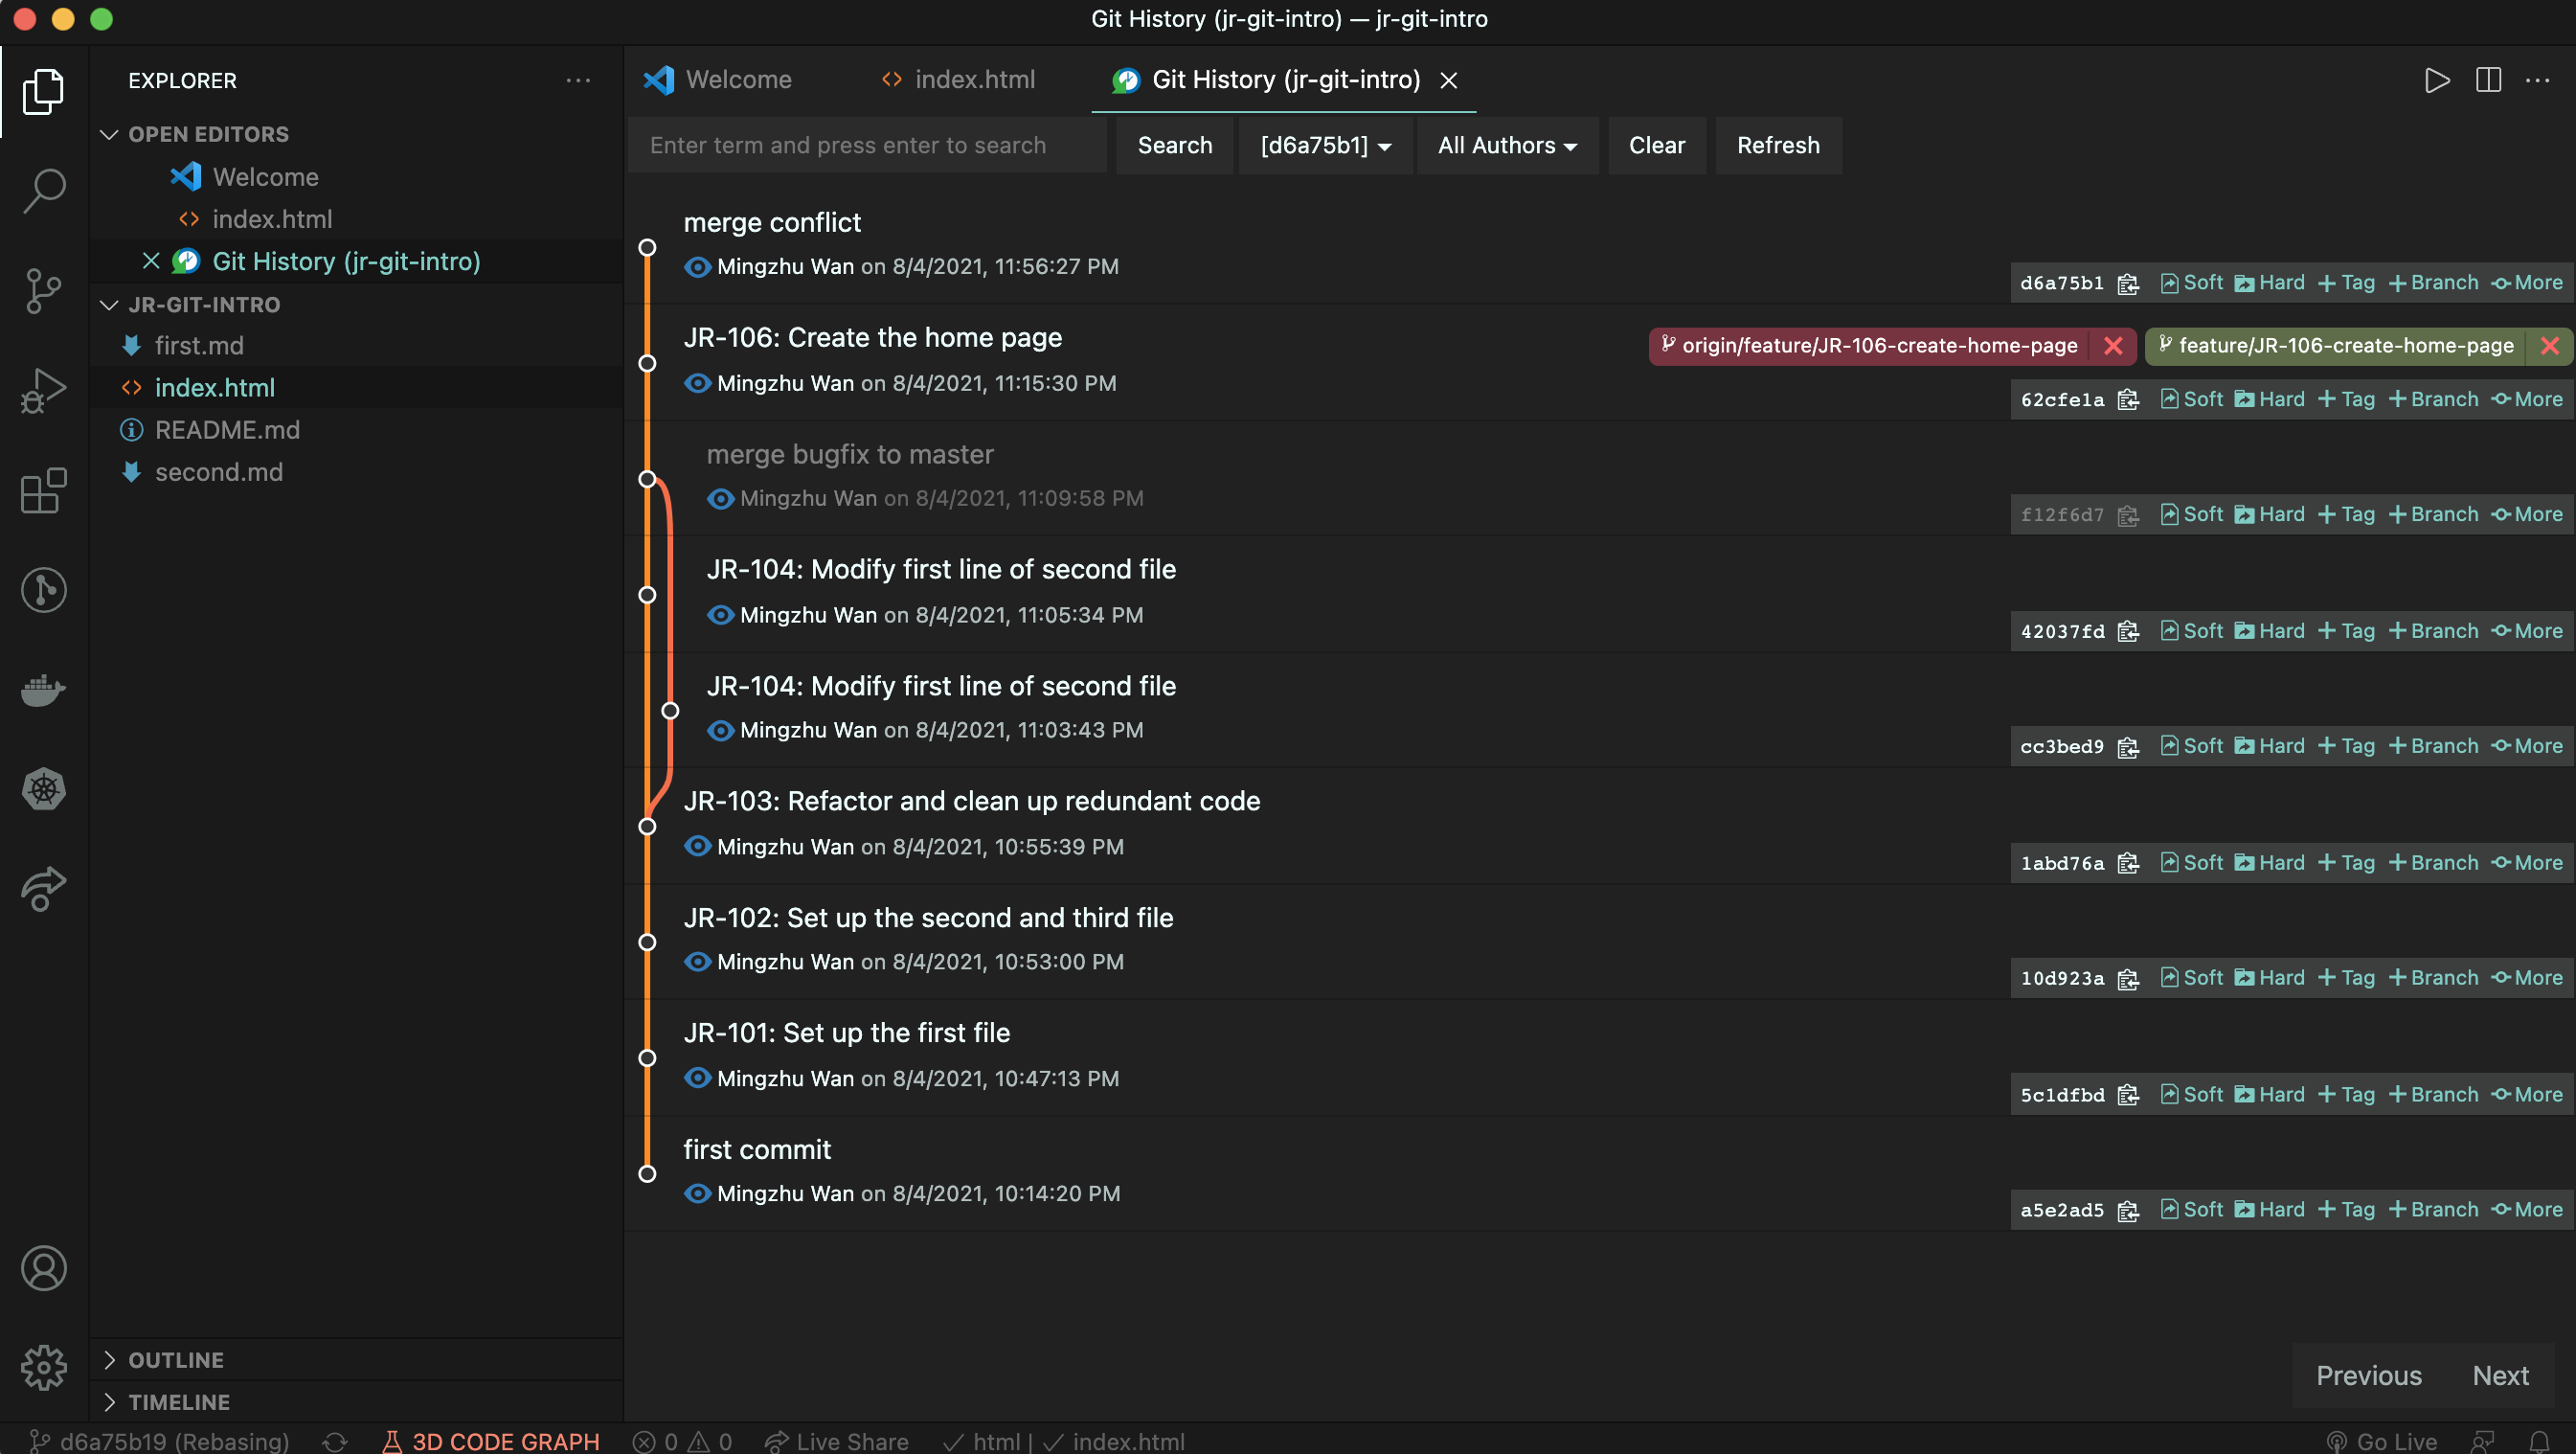 Git History (jr-git-intro) — jr-git-intro
EXPLORER
OPEN EDITORS
Welcome
index.html
Git History (jr-git-intro)
JR-GIT-INTRO
first.md
index.html
README.md
second.md
OUTLINE
TIMELINE
Welcome
index.html
Git History (jr-git-intro)
Enter term and press enter to search
Search
[d6a75b1]
All Authors
Clear
Refresh
merge conflict
Mingzhu Wan on 8/4/2021, 11:56:27 PM
d6a75b1 Soft Hard Tag Branch More
JR-106: Create the home page
origin/feature/JR-106-create-home-page
feature/JR-106-create-home-page
Mingzhu Wan on 8/4/2021, 11:15:30 PM
62cfe1a Soft Hard Tag Branch More
merge bugfix to master
Mingzhu Wan on 8/4/2021, 11:09:58 PM
f12f6d7 Soft Hard Tag Branch More
JR-104: Modify first line of second file
Mingzhu Wan on 8/4/2021, 11:05:34 PM
42037fd Soft Hard Tag Branch More
JR-104: Modify first line of second file
Mingzhu Wan on 8/4/2021, 11:03:43 PM
cc3bed9 Soft Hard Tag Branch More
JR-103: Refactor and clean up redundant code
Mingzhu Wan on 8/4/2021, 10:55:39 PM
1abd76a Soft Hard Tag Branch More
JR-102: Set up the second and third file
Mingzhu Wan on 8/4/2021, 10:53:00 PM
10d923a Soft Hard Tag Branch More
JR-101: Set up the first file
Mingzhu Wan on 8/4/2021, 10:47:13 PM
5c1dfbd Soft Hard Tag Branch More
first commit
Mingzhu Wan on 8/4/2021, 10:14:20 PM
a5e2ad5 Soft Hard Tag Branch More
Previous
Next
d6a75b19 (Rebasing)
3D CODE GRAPH
0 0
Live Share
html | index.html
Go Live